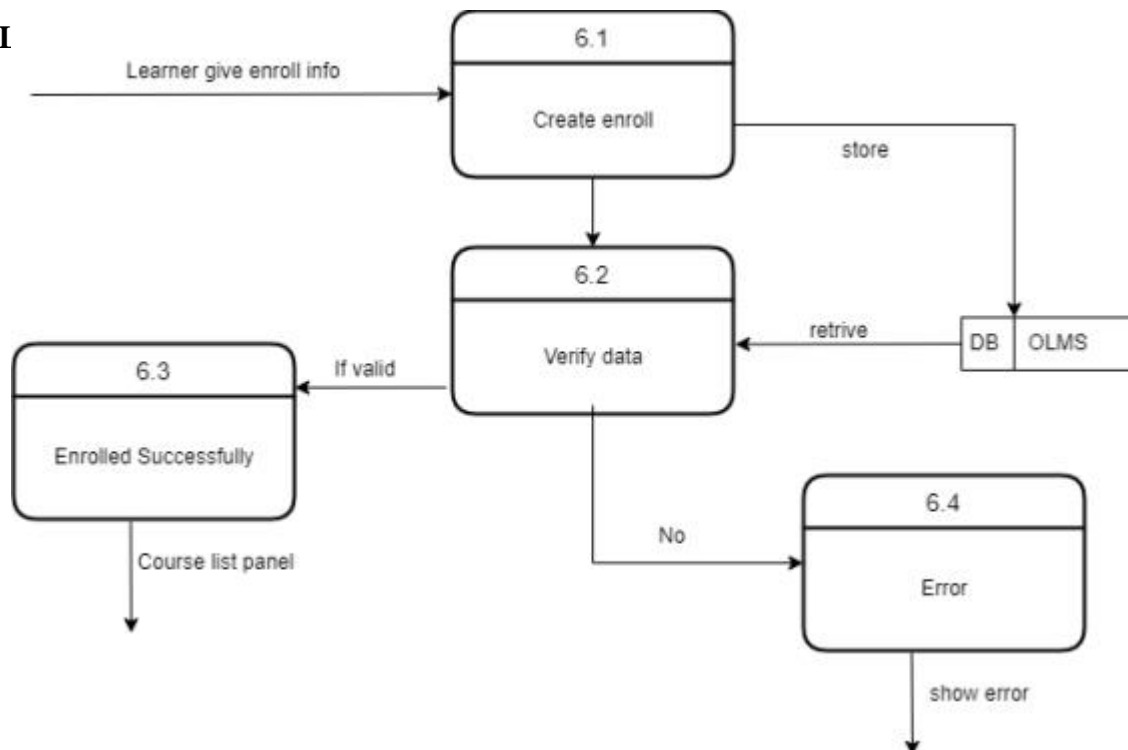 I
6.1
Learner give enroll info
Create enroll
store
6.2
retrive
DB
OLMS
Verify data
6.3
If valid
Enrolled Successfully
6.4
No
Course list panel
Error
show error